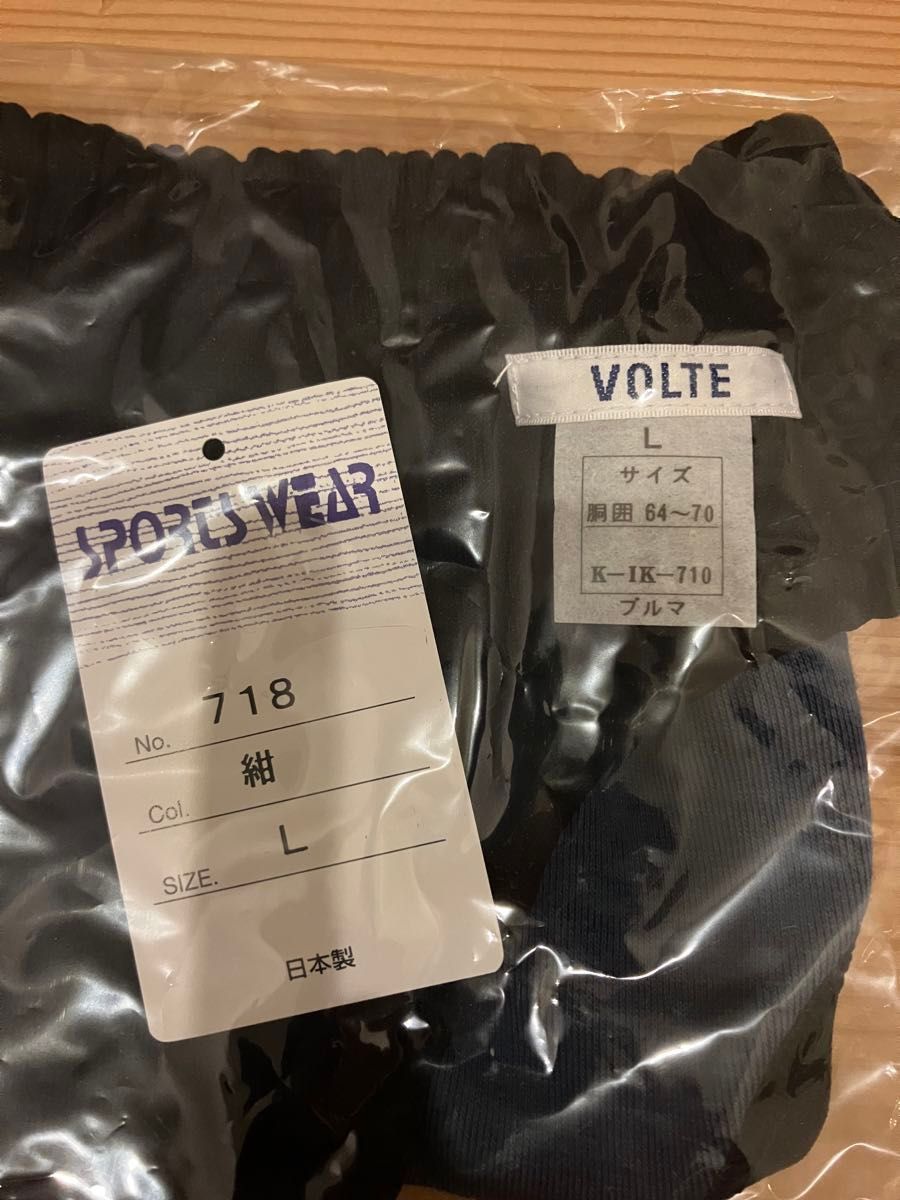 SPORTS WEAR
No. 718
Col. 紺
SIZE. L
日本製
VOLTE
L
サイズ
胴囲 64～70
K－IK－710
ブルマ